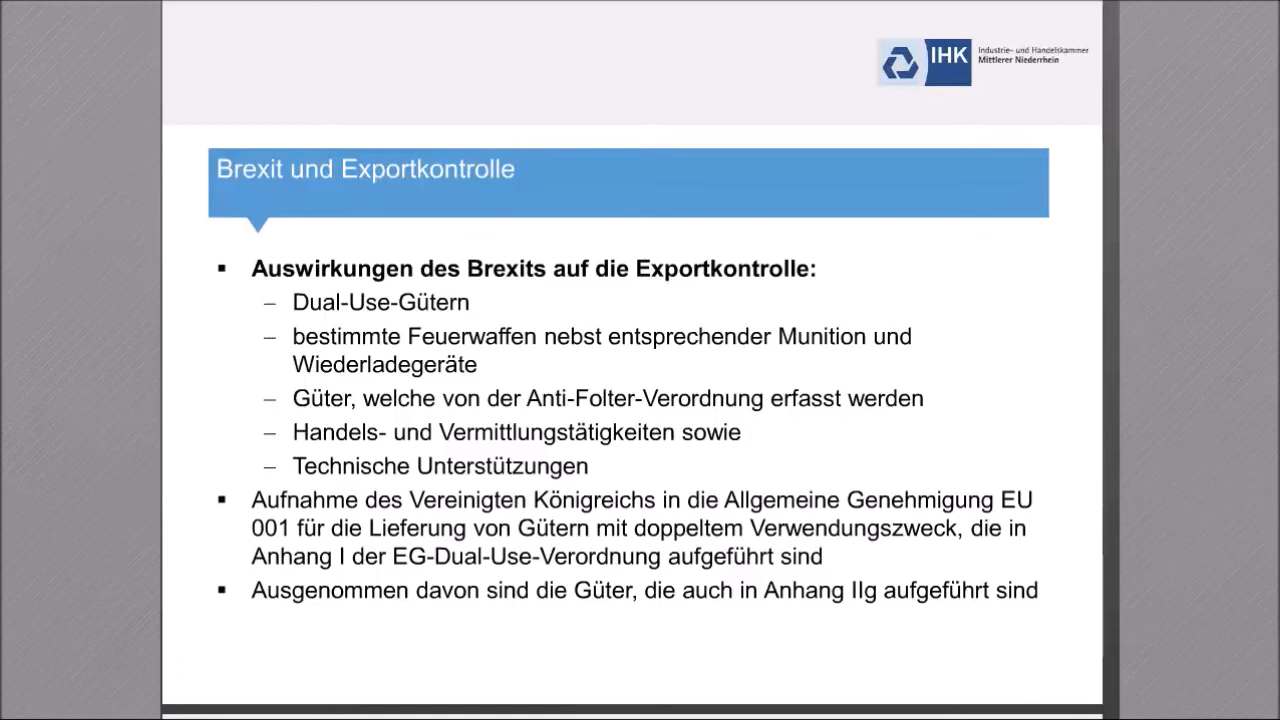 IHK
Industrie- und Handelskammer
Mittlerer Niederrhein
Brexit und Exportkontrolle
▪ Auswirkungen des Brexits auf die Exportkontrolle:
– Dual-Use-Gütern
– bestimmte Feuerwaffen nebst entsprechender Munition und
Wiederladegeräte
– Güter, welche von der Anti-Folter-Verordnung erfasst werden
– Handels- und Vermittlungstätigkeiten sowie
– Technische Unterstützungen
▪ Aufnahme des Vereinigten Königreichs in die Allgemeine Genehmigung EU
001 für die Lieferung von Gütern mit doppeltem Verwendungszweck, die in
Anhang I der EG-Dual-Use-Verordnung aufgeführt sind
▪ Ausgenommen davon sind die Güter, die auch in Anhang IIg aufgeführt sind